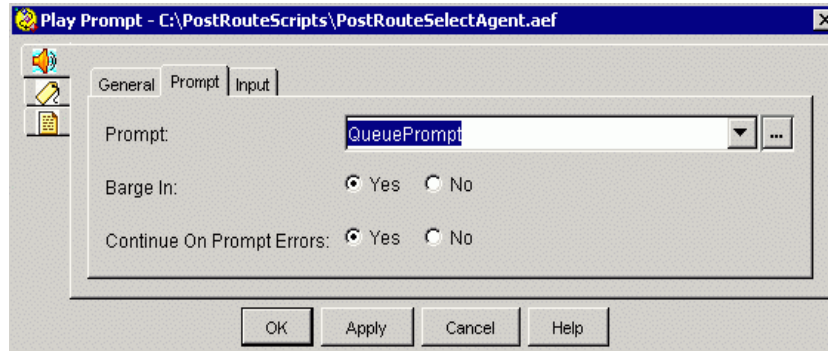 Play Prompt - C:\PostRouteScripts\PostRouteSelectAgent.aef
General Prompt Input
Prompt: QueuePrompt ...
Barge In: Yes No
Continue On Prompt Errors: Yes No
OK Apply Cancel Help